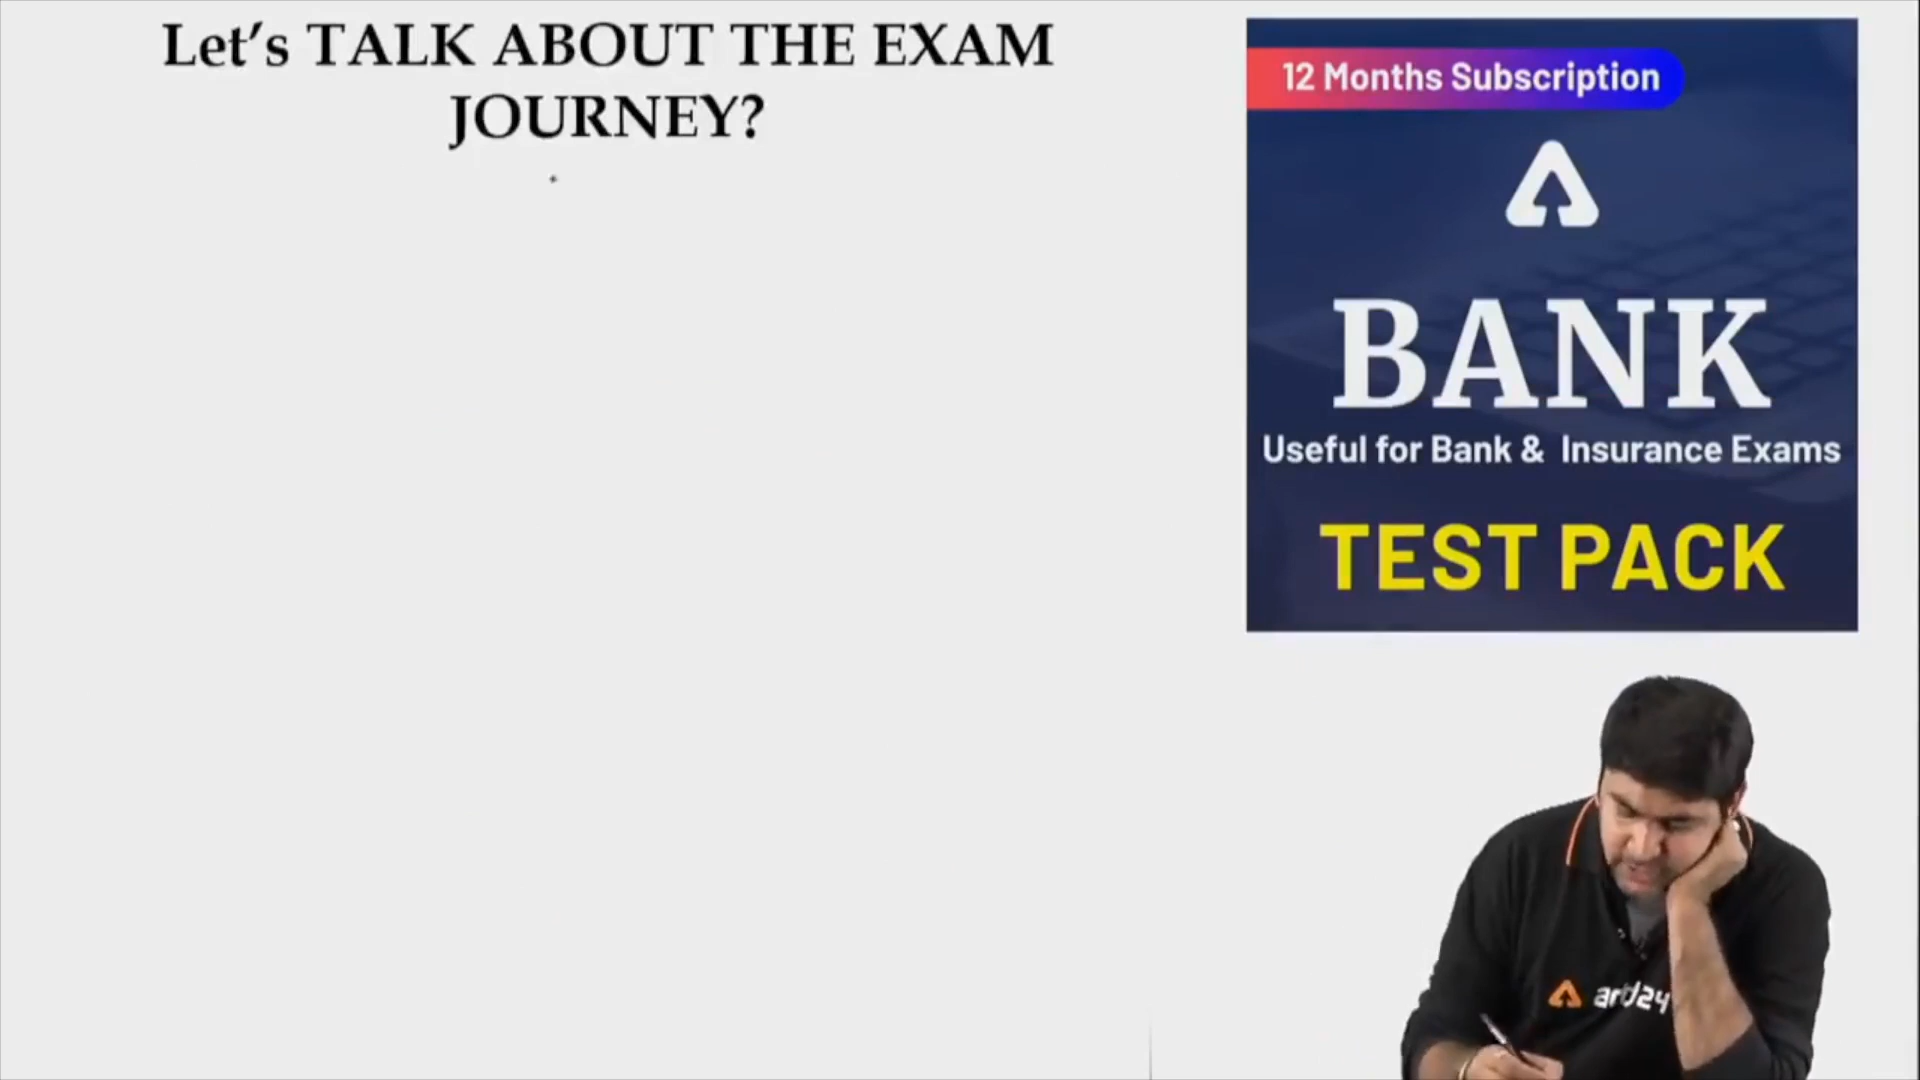 Let's TALK ABOUT THE EXAM
JOURNEY?
12 Months Subscription
BANK
Useful for Bank & Insurance Exams
TEST PACK